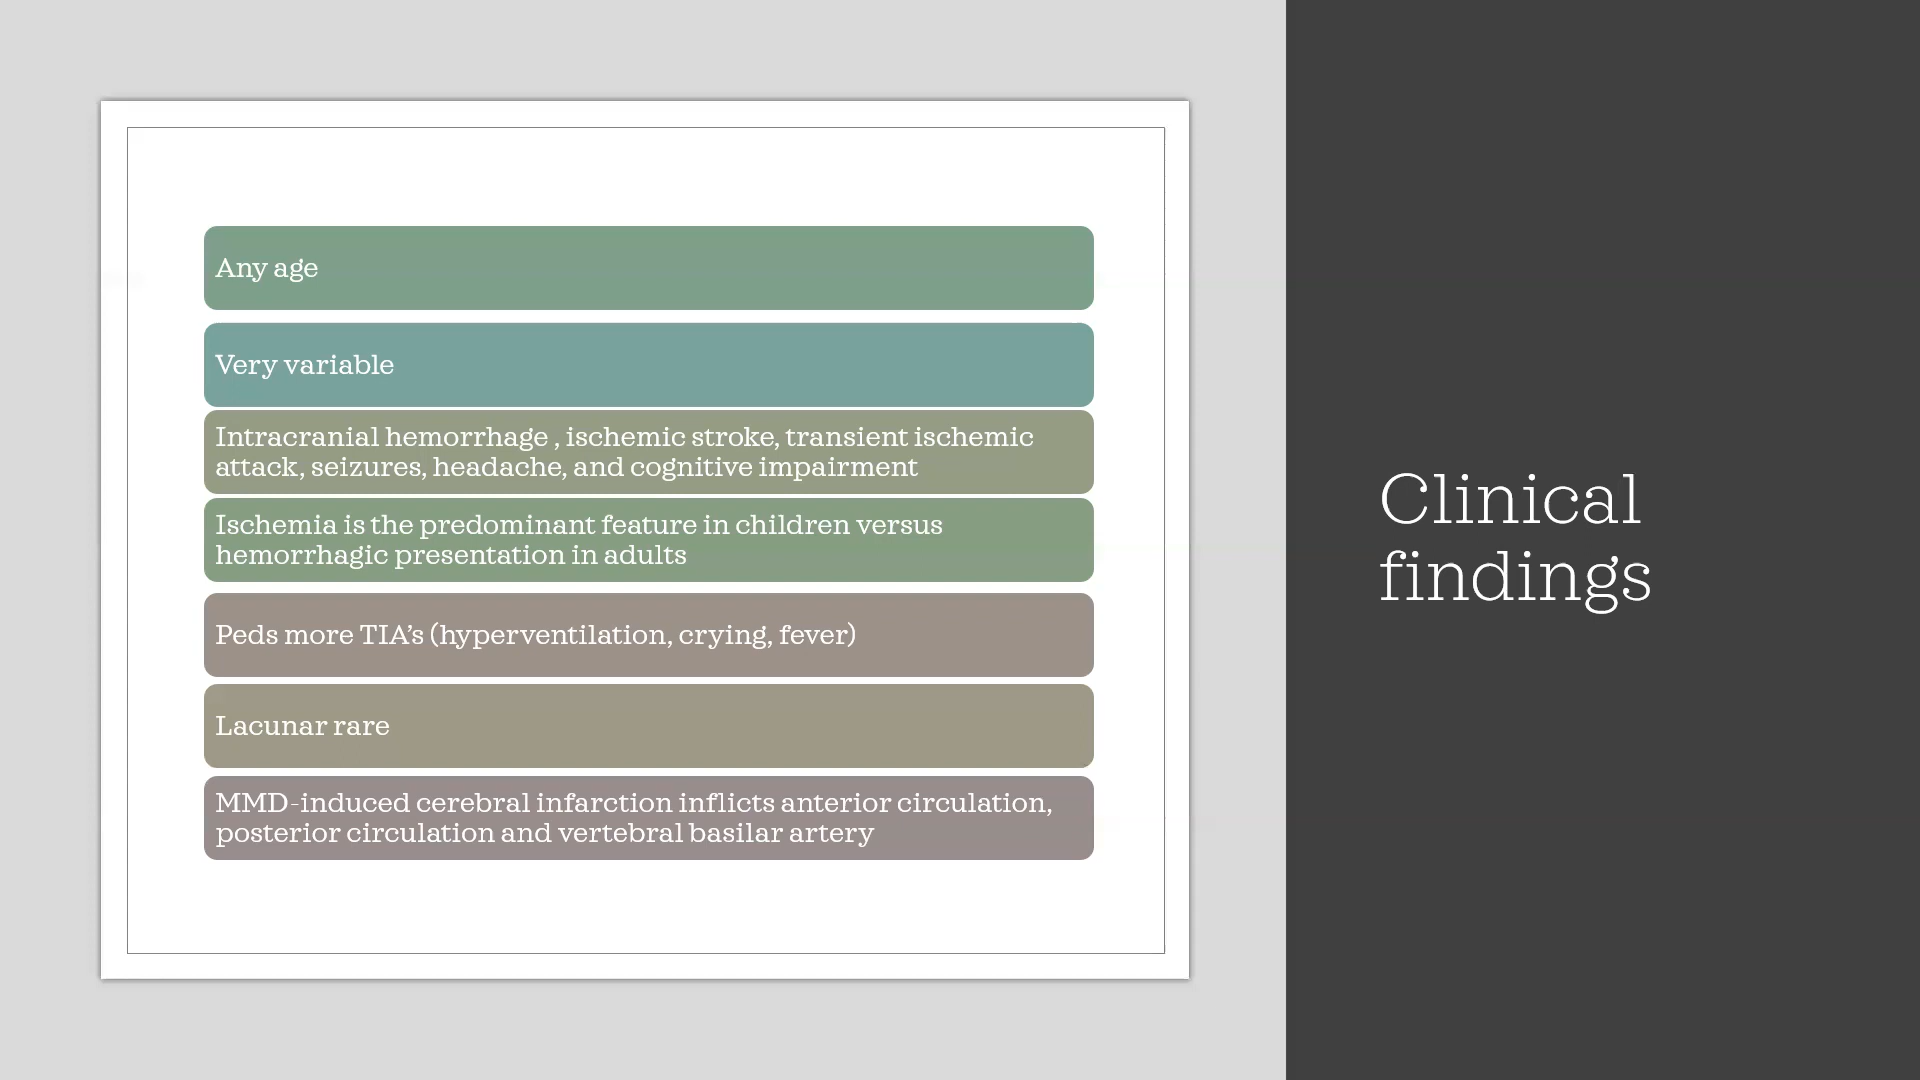 Any age
Very variable
Intracranial hemorrhage , ischemic stroke, transient ischemic
attack, seizures, headache, and cognitive impairment
Ischemia is the predominant feature in children versus
hemorrhagic presentation in adults
Peds more TIA’s (hyperventilation, crying, fever)
Lacunar rare
MMD-induced cerebral infarction inflicts anterior circulation,
posterior circulation and vertebral basilar artery
Clinical
findings